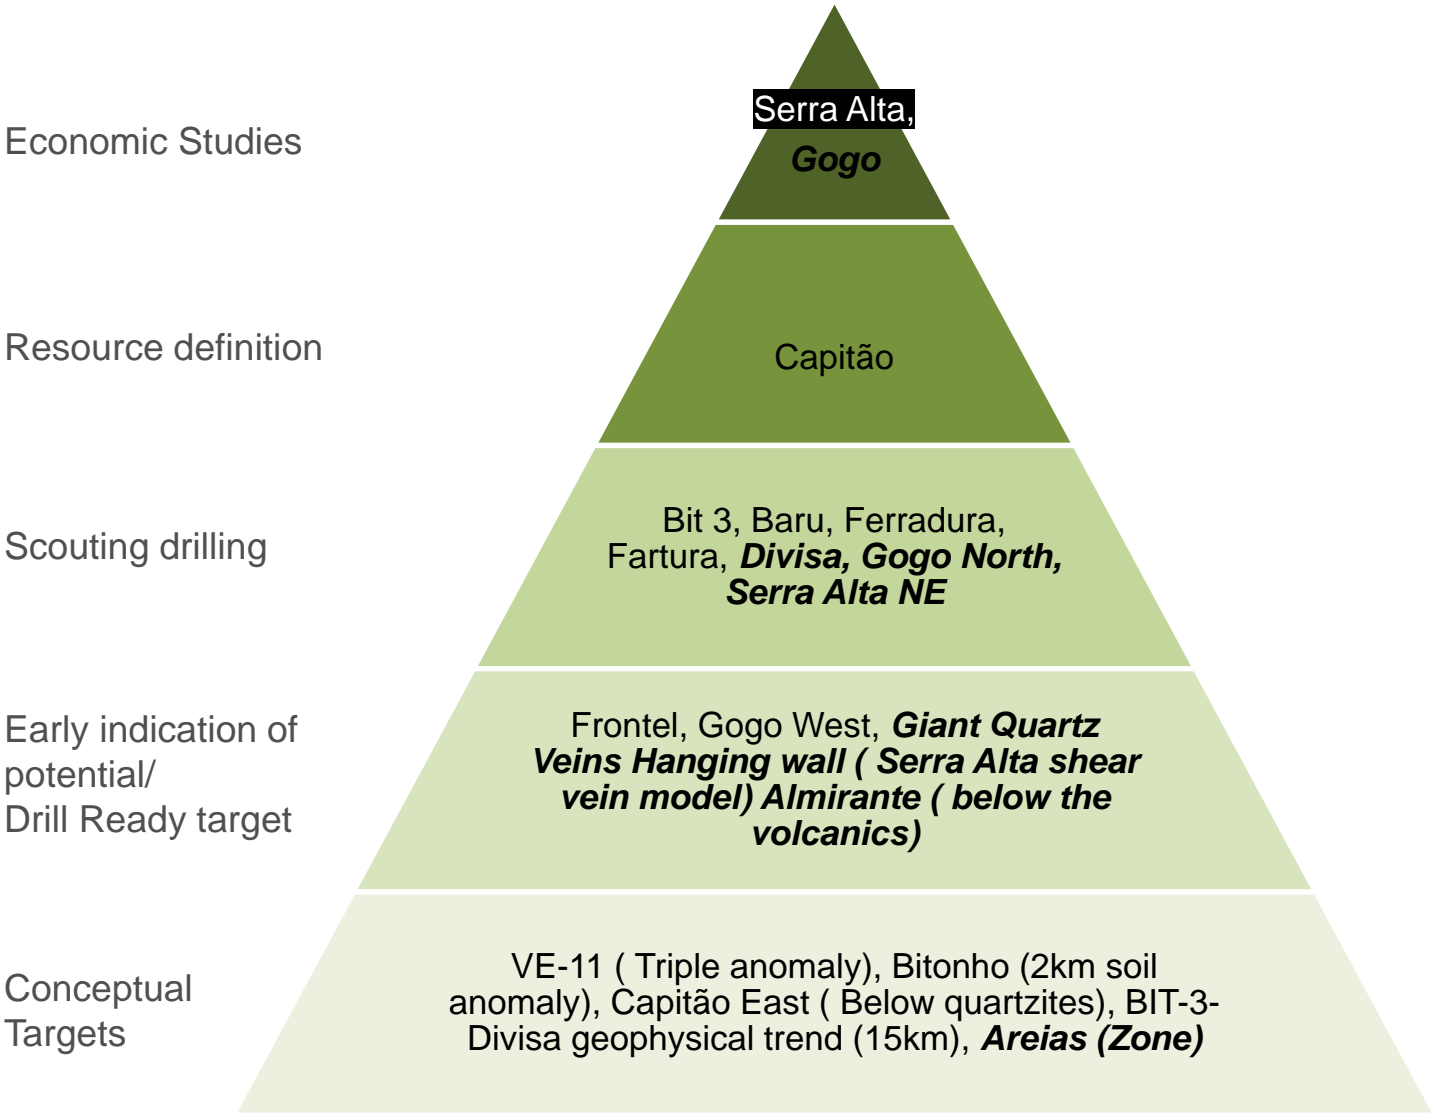 Economic Studies
Serra Alta,
Gogo
Resource definition
Capitão
Scouting drilling
Bit 3, Baru, Ferradura,
Fartura, Divisa, Gogo North,
Serra Alta NE
Early indication of
potential/
Drill Ready target
Frontel, Gogo West, Giant Quartz
Veins Hanging wall ( Serra Alta shear
vein model) Almirante ( below the
volcanics)
Conceptual
Targets
VE-11 ( Triple anomaly), Bitonho (2km soil
anomaly), Capitão East ( Below quartzites), BIT-3-
Divisa geophysical trend (15km), Areias (Zone)